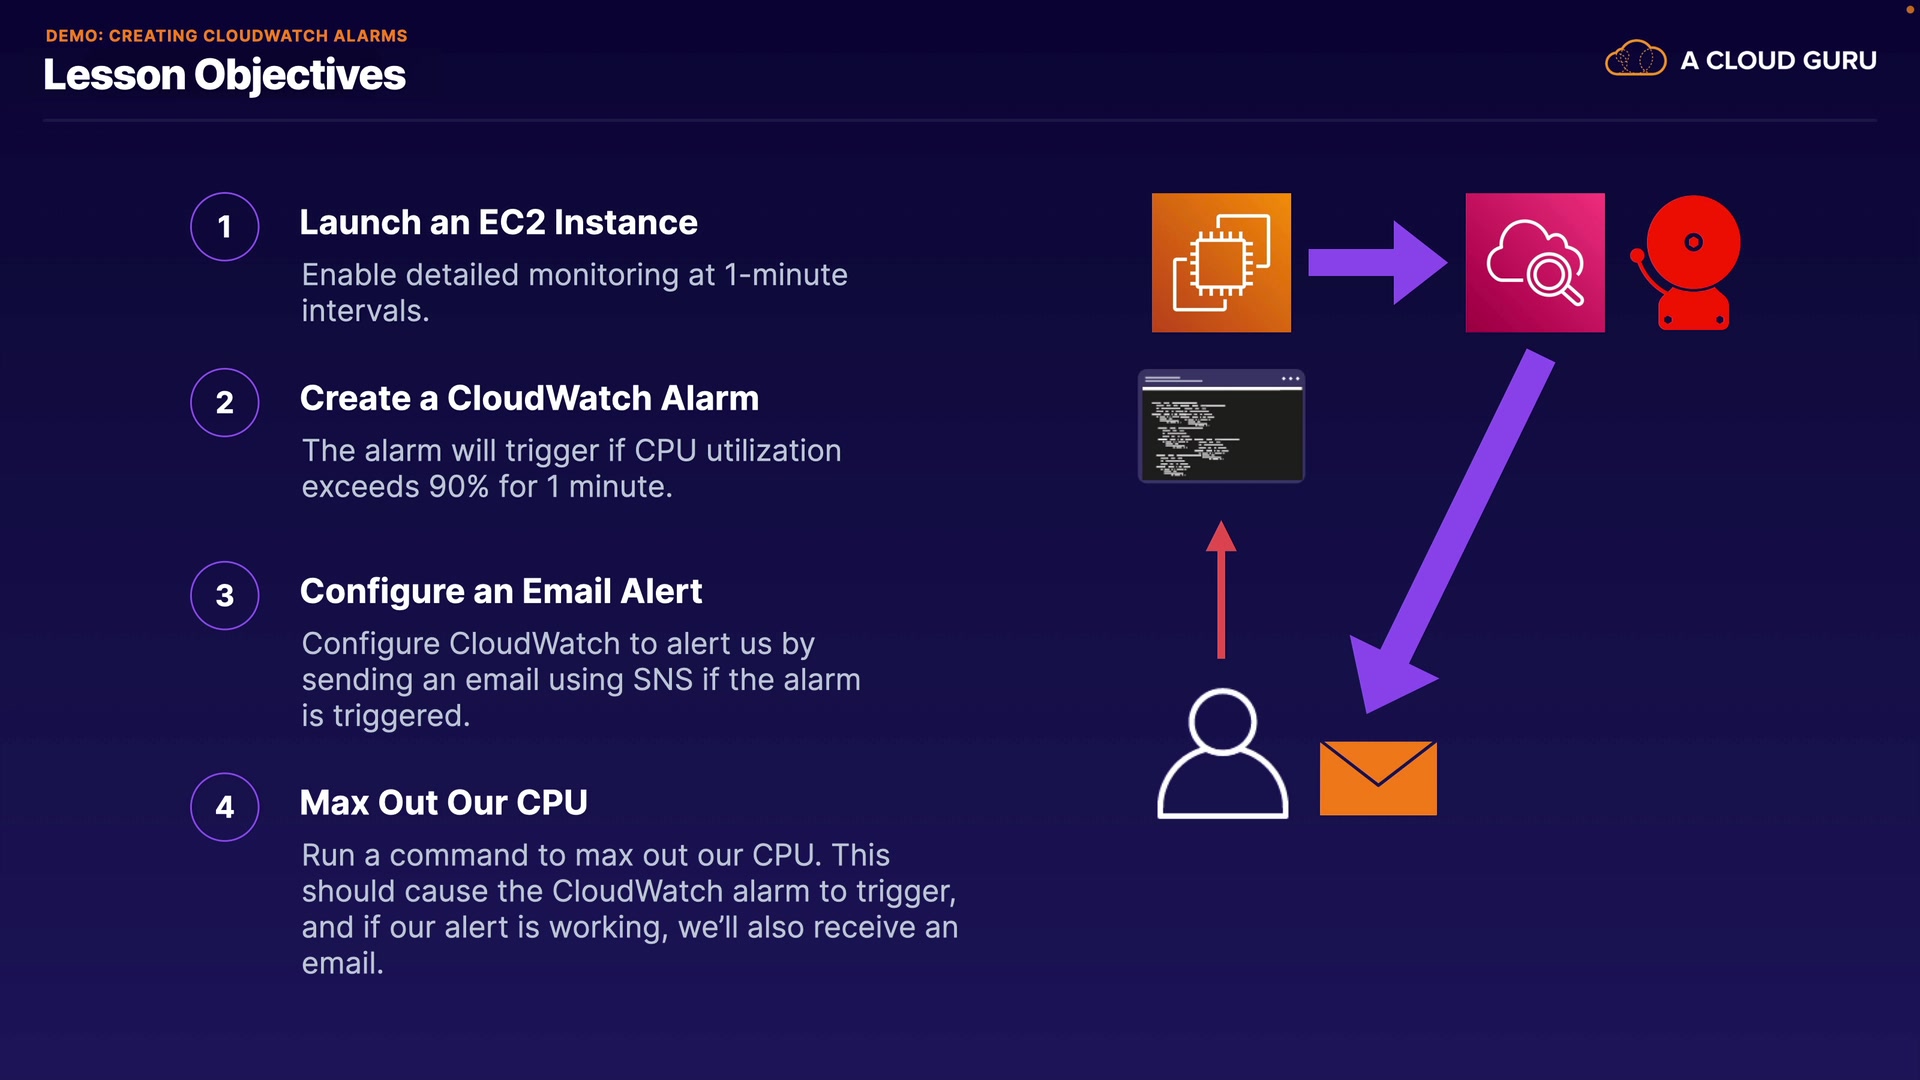 DEMO: CREATING CLOUDWATCH ALARMS
Lesson Objectives
A CLOUD GURU
1
Launch an EC2 Instance
Enable detailed monitoring at 1-minute
intervals.
2
Create a CloudWatch Alarm
The alarm will trigger if CPU utilization
exceeds 90% for 1 minute.
3
Configure an Email Alert
Configure CloudWatch to alert us by
sending an email using SNS if the alarm
is triggered.
4
Max Out Our CPU
Run a command to max out our CPU. This
should cause the CloudWatch alarm to trigger,
and if our alert is working, we’ll also receive an
email.